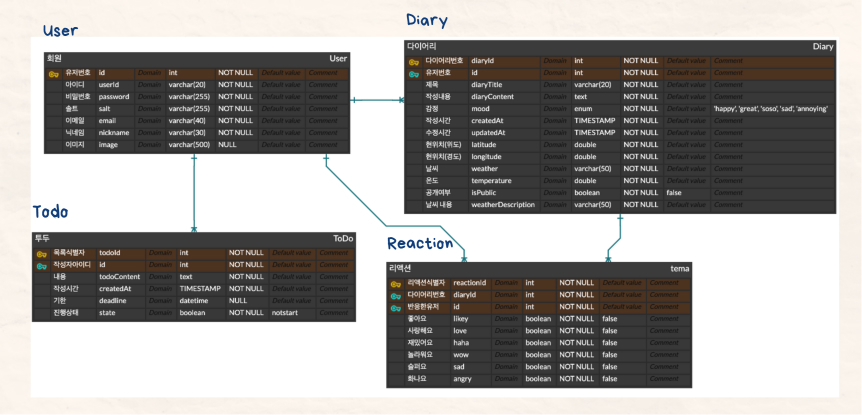 User
회원 User
유저번호 id Domain int NOT NULL Default value Comment
아이디 userId Domain varchar(20) NOT NULL Default value Comment
비밀번호 password Domain varchar(255) NOT NULL Default value Comment
솔트 salt Domain varchar(255) NOT NULL Default value Comment
이메일 email Domain varchar(40) NOT NULL Default value Comment
닉네임 nickname Domain varchar(30) NOT NULL Default value Comment
이미지 image Domain varchar(500) NULL Default value Comment
Diary
다이어리 Diary
다이어리번호 diaryId Domain int NOT NULL Default value Comment
유저번호 id Domain int NOT NULL Default value Comment
제목 diaryTitle Domain varchar(20) NOT NULL Default value Comment
작성내용 diaryContent Domain text NOT NULL Default value Comment
감정 mood Domain enum NOT NULL Default value 'happy', 'great', 'soso', 'sad', 'annoying'
작성시간 createdAt Domain TIMESTAMP NOT NULL Default value Comment
수정시간 updatedAt Domain TIMESTAMP NOT NULL Default value Comment
현위치(위도) latitude Domain double NOT NULL Default value Comment
현위치(경도) longitude Domain double NOT NULL Default value Comment
날씨 weather Domain varchar(50) NOT NULL Default value Comment
온도 temperature Domain double NOT NULL Default value Comment
공개여부 isPublic Domain boolean NOT NULL false Comment
날씨 내용 weatherDescription Domain varchar(50) NOT NULL Default value Comment
Todo
투두 ToDo
목록식별자 todoId Domain int NOT NULL Default value Comment
작성자아이디 id Domain int NOT NULL Default value Comment
내용 todoContent Domain text NOT NULL Default value Comment
작성시간 createdAt Domain TIMESTAMP NOT NULL Default value Comment
기한 deadline Domain datetime NULL Default value Comment
진행상태 state Domain boolean NOT NULL notstart Comment
Reaction
리액션 tema
리액션식별자 reactionId Domain int NOT NULL Default value Comment
다이어리번호 diaryId Domain int NOT NULL Default value Comment
반응한유저 id Domain int NOT NULL Default value Comment
좋아요 likey Domain boolean NOT NULL false Comment
사랑해요 love Domain boolean NOT NULL false Comment
재밌어요 haha Domain boolean NOT NULL false Comment
놀라워요 wow Domain boolean NOT NULL false Comment
슬퍼요 sad Domain boolean NOT NULL false Comment
화나요 angry Domain boolean NOT NULL false Comment